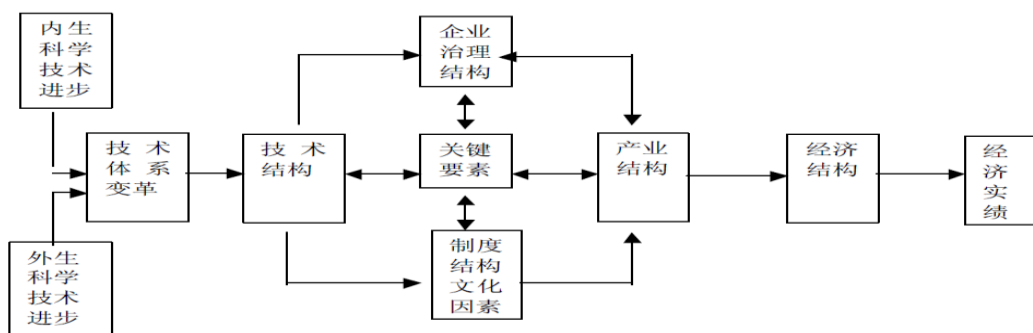 内生
科学
技术
进步
外生
科学
技术
进步
技术
体系
变革
技术
结构
企业
治理
结构
关键
要素
制度
结构
文化
因素
产业
结构
经济
结构
经
济
实
绩